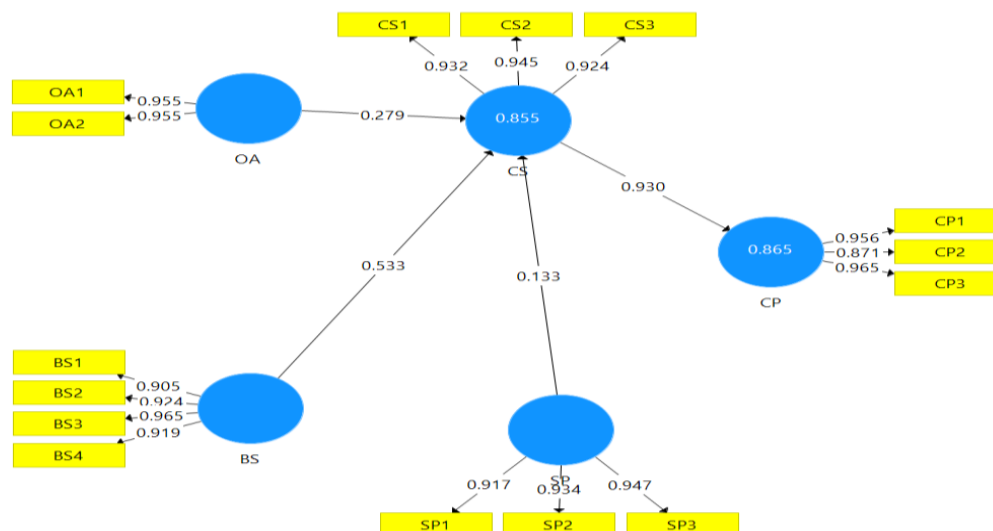 CS1 CS2 CS3
0.932 0.945 0.924
OA1
OA2
0.955
0.955
OA
0.279
0.855
CS
0.930
CP1
CP2
CP3
0.956
0.871
0.965
0.865
CP
0.533
0.133
BS1
BS2
BS3
BS4
0.905
0.924
0.965
0.919
BS
SP
0.917 0.934 0.947
SP1 SP2 SP3